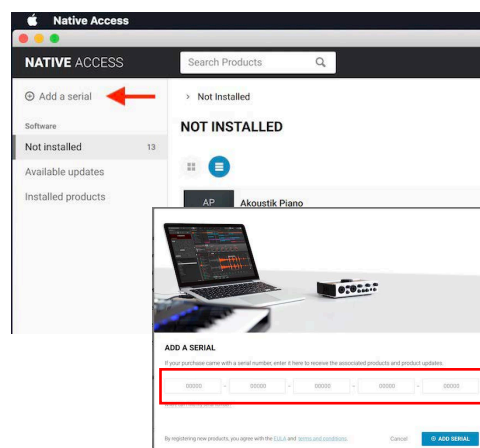 Native Access
NATIVE ACCESS
Search Products
Add a serial
> Not Installed
Software
NOT INSTALLED
Not installed 13
Available updates
Installed products
AP
Akoustik Piano
ADD A SERIAL
If your purchase came with a serial number, enter it here to receive the associated products and product updates.
00000 - 00000 - 00000 - 00000 - 00000
By registering new products, you agree with the EULA and terms and conditions.
Cancel
ADD SERIAL